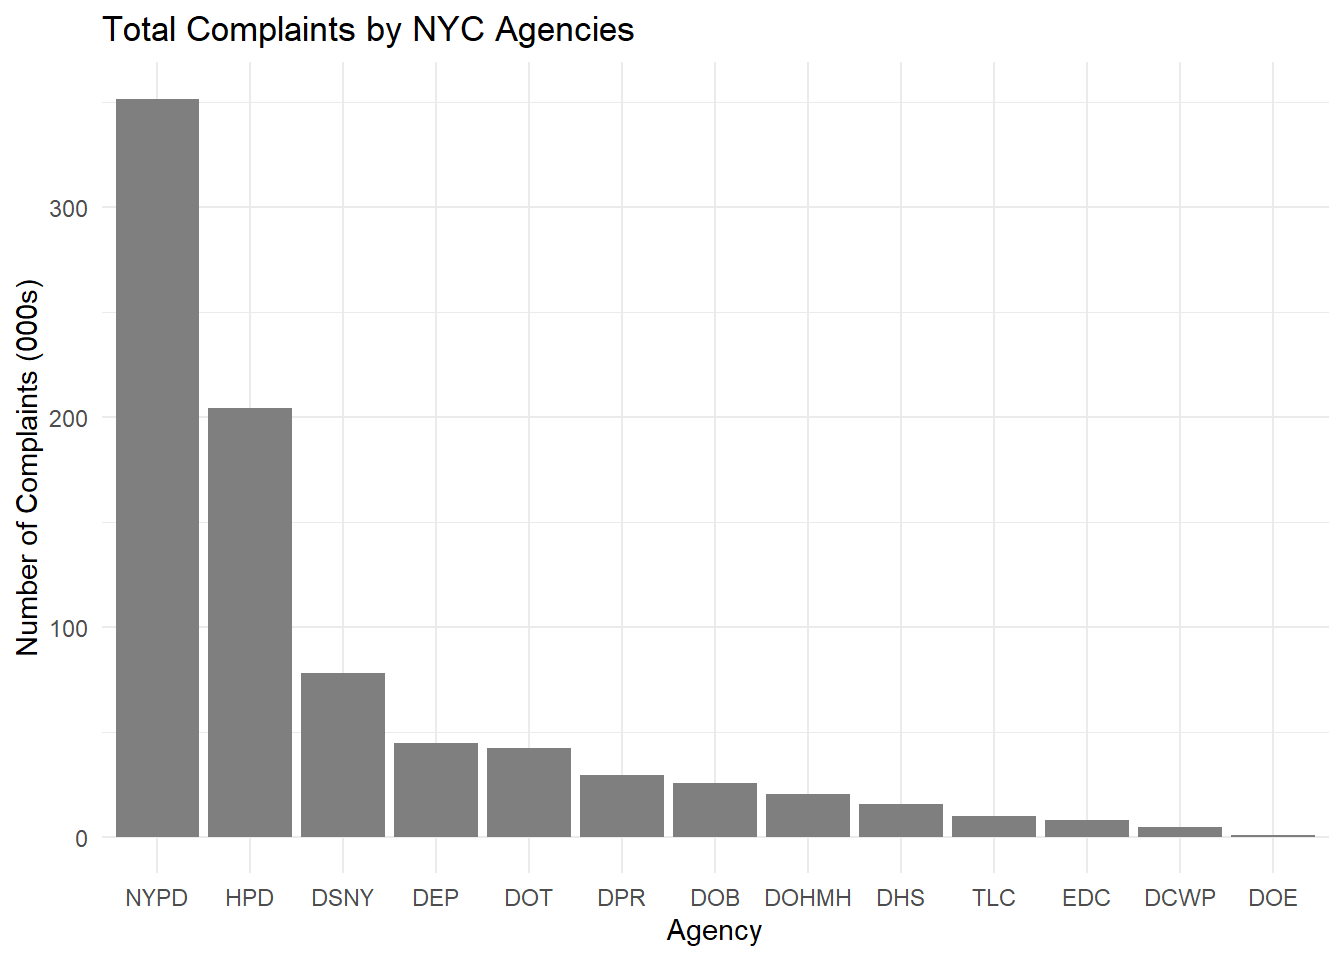 Total Complaints by NYC Agencies
Number of Complaints (000s)
300
200
100
0
NYPD HPD DSNY DEP DOT DPR DOB DOHMH DHS TLC EDC DCWP DOE
Agency